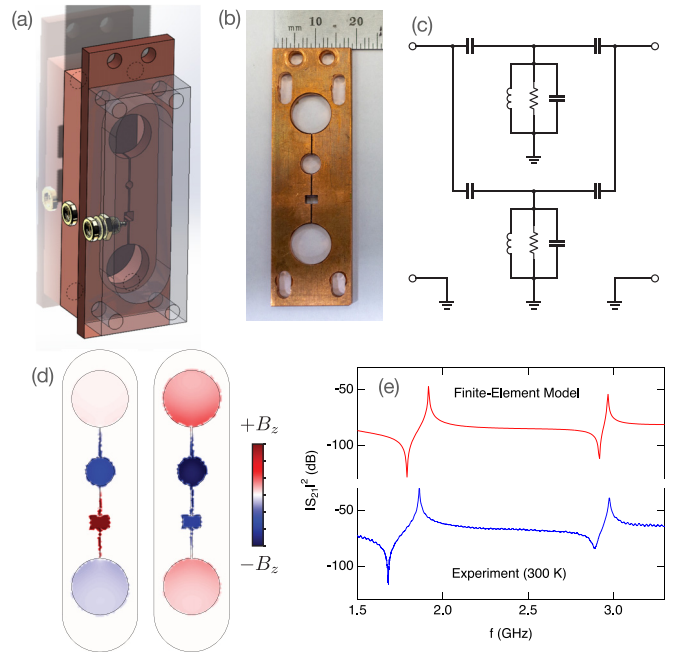 (a)
(b)
mm 10 20
(c)
(d)
+B_z
−B_z
(e)
Finite-Element Model
-50
-100
|S21|² (dB)
-50
-100
Experiment (300 K)
1.5 2.0 2.5 3.0
f (GHz)